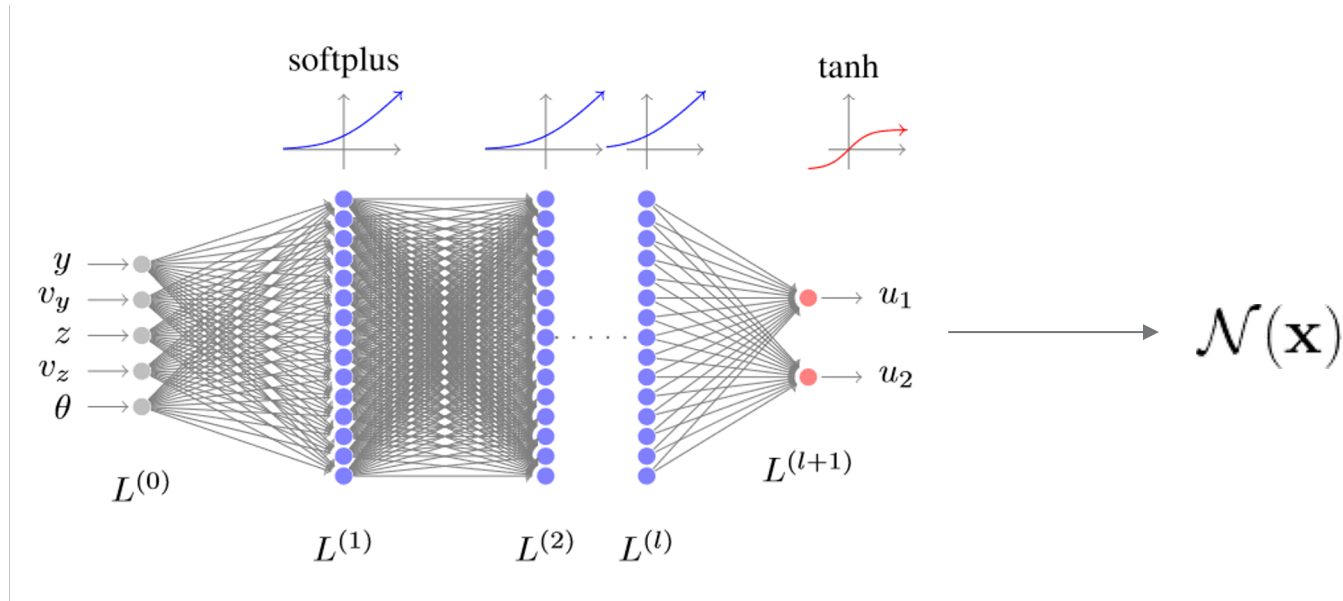 softplus
tanh
y
v_y
z
v_z
θ
u_1
u_2
𝒩(𝐱)
L^{(0)}
L^{(1)}
L^{(2)}
L^{(l)}
L^{(l+1)}